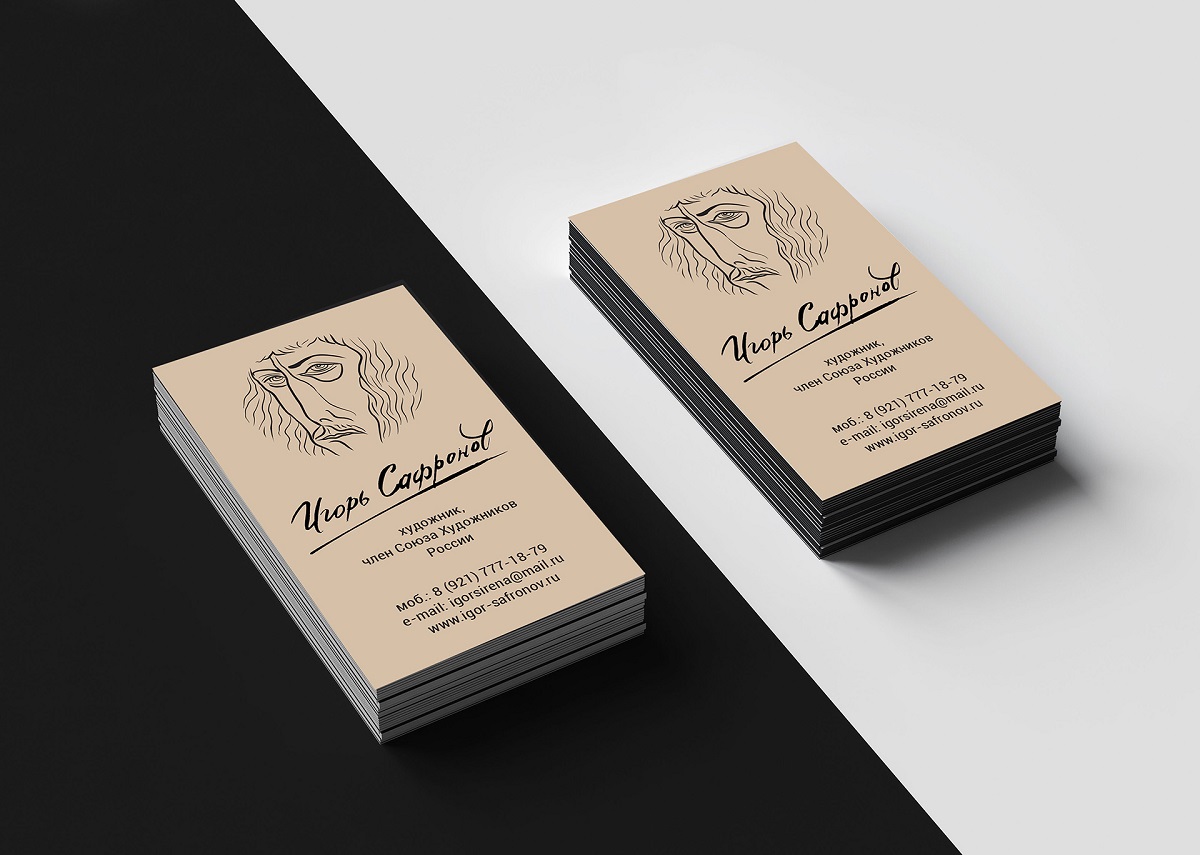 Игорь Сафронов
художник,
член Союза Художников
России
моб.: 8 (921) 777-18-79
e-mail: igorsirena@mail.ru
www.igor-safronov.ru
Игорь Сафронов
художник,
член Союза Художников
России
моб.: 8 (921) 777-18-79
e-mail: igorsirena@mail.ru
www.igor-safronov.ru